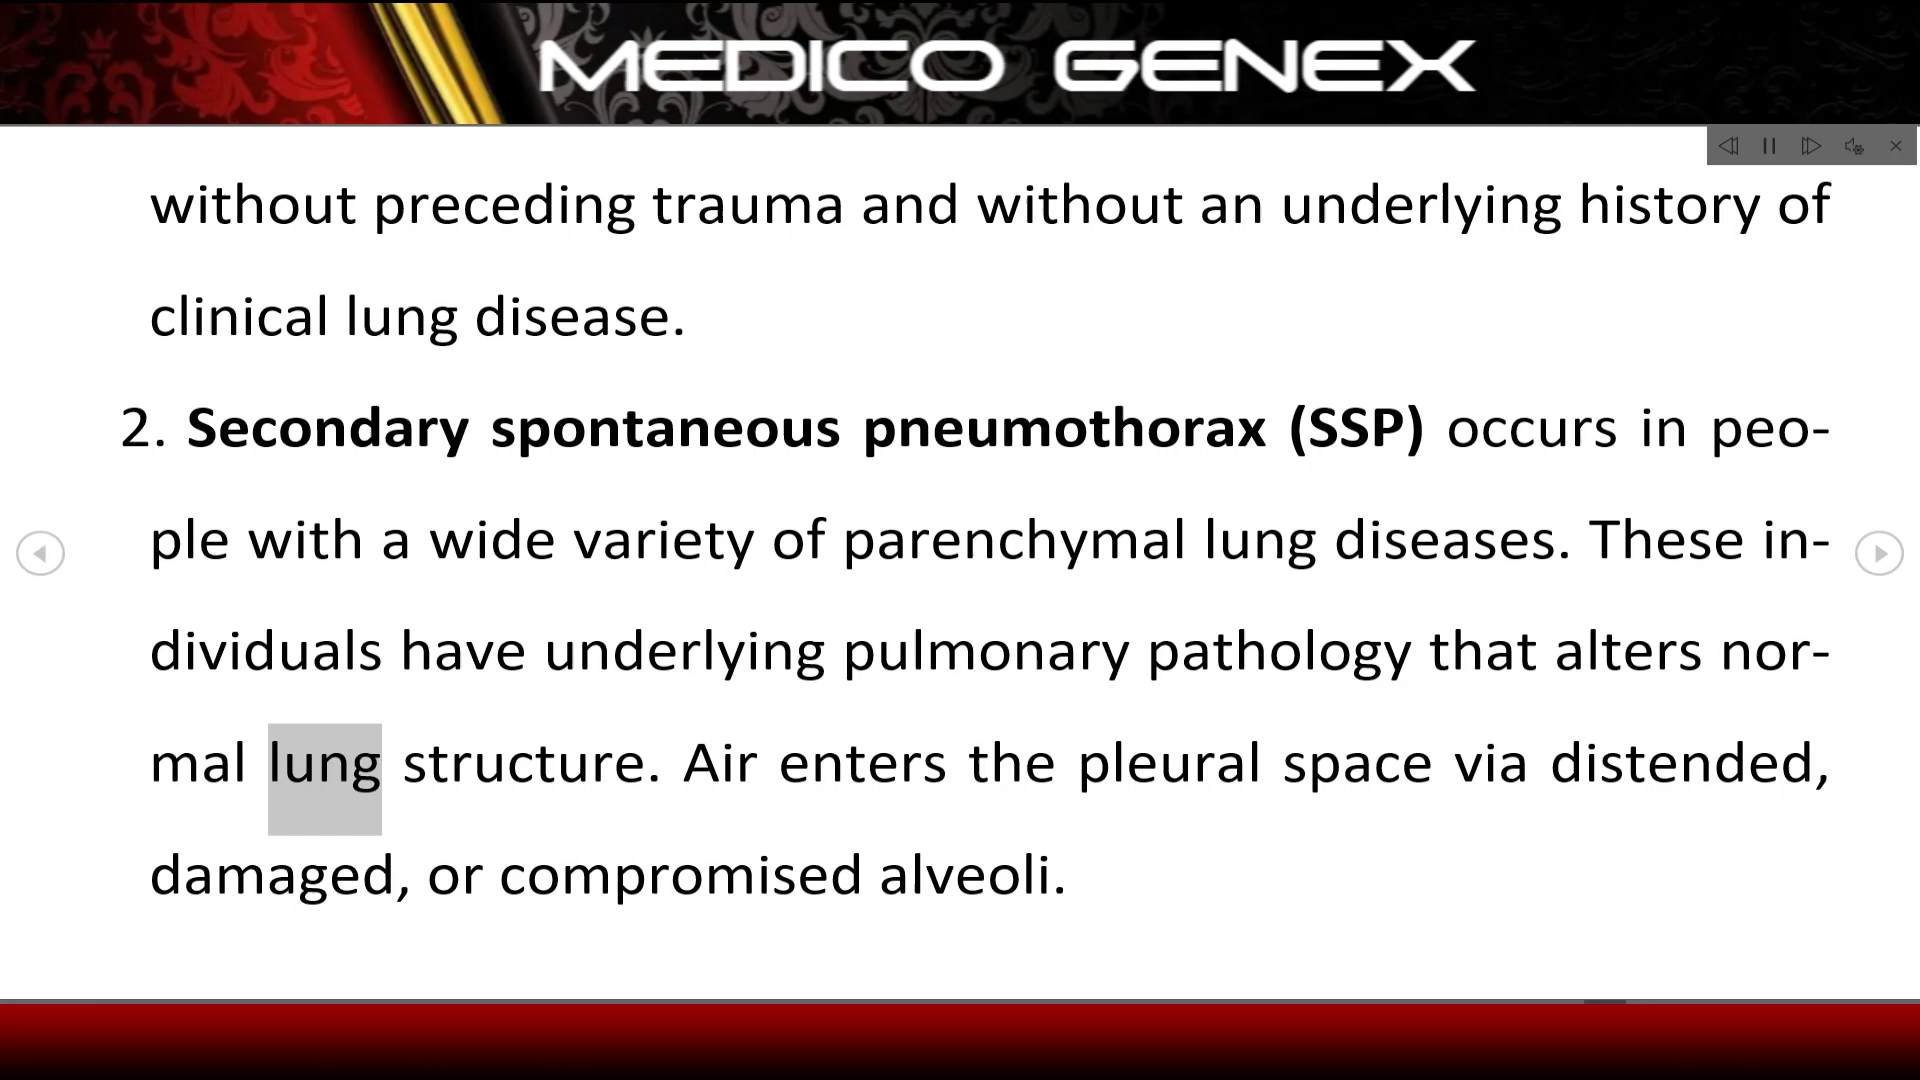 MEDICO GENEX
without preceding trauma and without an underlying history of
clinical lung disease.
2. Secondary spontaneous pneumothorax (SSP) occurs in peo-
ple with a wide variety of parenchymal lung diseases. These in-
dividuals have underlying pulmonary pathology that alters nor-
mal lung structure. Air enters the pleural space via distended,
damaged, or compromised alveoli.